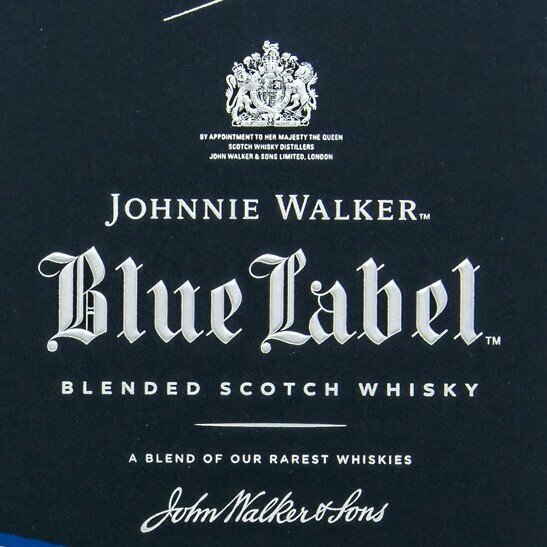 BY APPOINTMENT TO HER MAJESTY THE QUEEN
SCOTCH WHISKY DISTILLERS
JOHN WALKER & SONS LIMITED, LONDON
JOHNNIE WALKER™
Blue Label™
BLENDED SCOTCH WHISKY
A BLEND OF OUR RAREST WHISKIES
John Walker & Sons